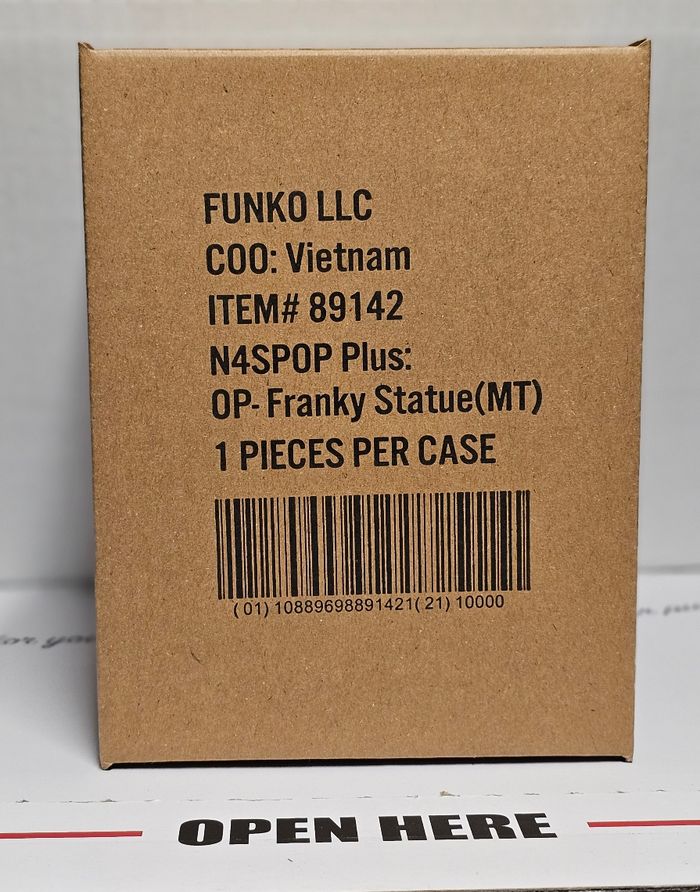 FUNKO LLC
COO: Vietnam
ITEM# 89142
N4SPOP Plus:
OP- Franky Statue(MT)
1 PIECES PER CASE
(01) 10889698891421(21) 10000
OPEN HERE